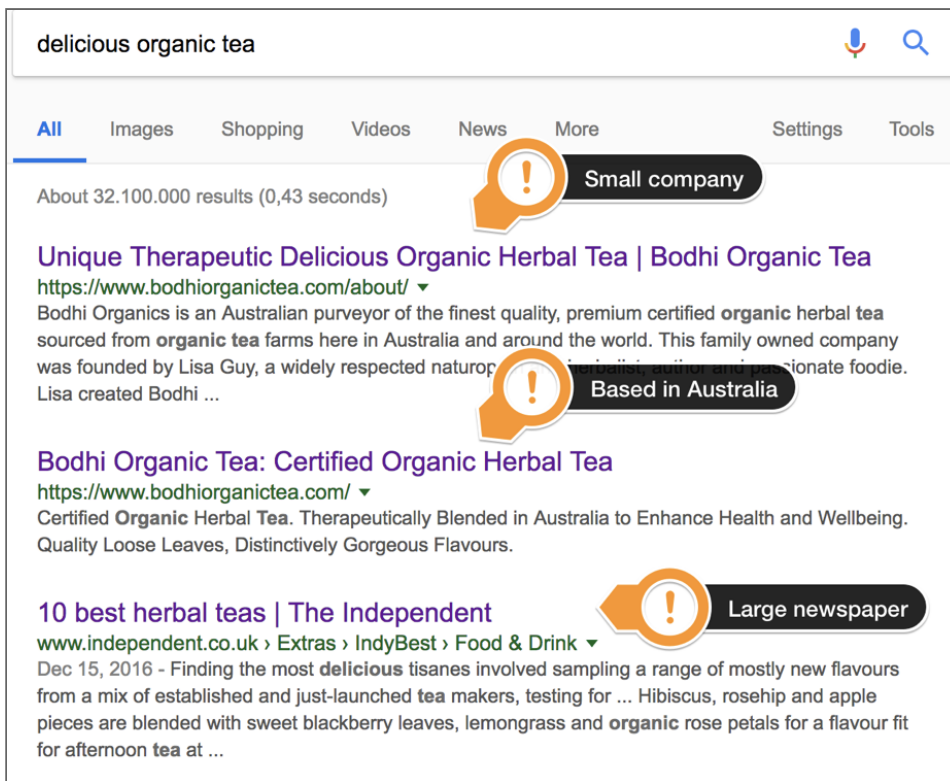 delicious organic tea
All Images Shopping Videos News More Settings Tools
Small company
About 32.100.000 results (0,43 seconds)
Unique Therapeutic Delicious Organic Herbal Tea | Bodhi Organic Tea
https://www.bodhiorganictea.com/about/
Bodhi Organics is an Australian purveyor of the finest quality, premium certified organic herbal tea
sourced from organic tea farms here in Australia and around the world. This family owned company
was founded by Lisa Guy, a widely respected naturop herbalist, author and passionate foodie.
Based in Australia
Lisa created Bodhi ...
Bodhi Organic Tea: Certified Organic Herbal Tea
https://www.bodhiorganictea.com/
Certified Organic Herbal Tea. Therapeutically Blended in Australia to Enhance Health and Wellbeing.
Quality Loose Leaves, Distinctively Gorgeous Flavours.
10 best herbal teas | The Independent
Large newspaper
www.independent.co.uk › Extras › IndyBest › Food & Drink
Dec 15, 2016 - Finding the most delicious tisanes involved sampling a range of mostly new flavours
from a mix of established and just-launched tea makers, testing for ... Hibiscus, rosehip and apple
pieces are blended with sweet blackberry leaves, lemongrass and organic rose petals for a flavour fit
for afternoon tea at ...